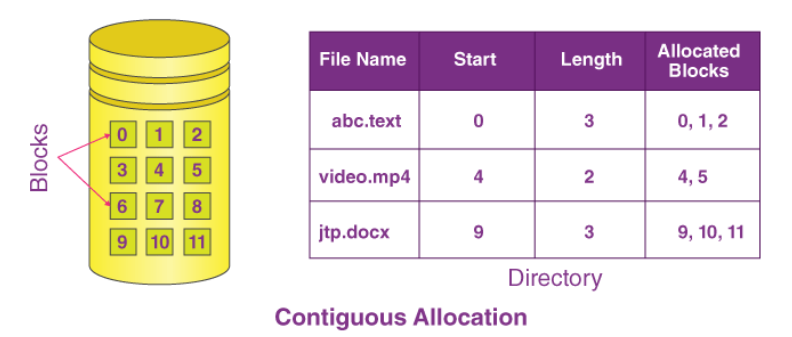 Blocks
0 1 2
3 4 5
6 7 8
9 10 11
File Name Start Length Allocated Blocks
abc.text 0 3 0, 1, 2
video.mp4 4 2 4, 5
jtp.docx 9 3 9, 10, 11
Directory
Contiguous Allocation